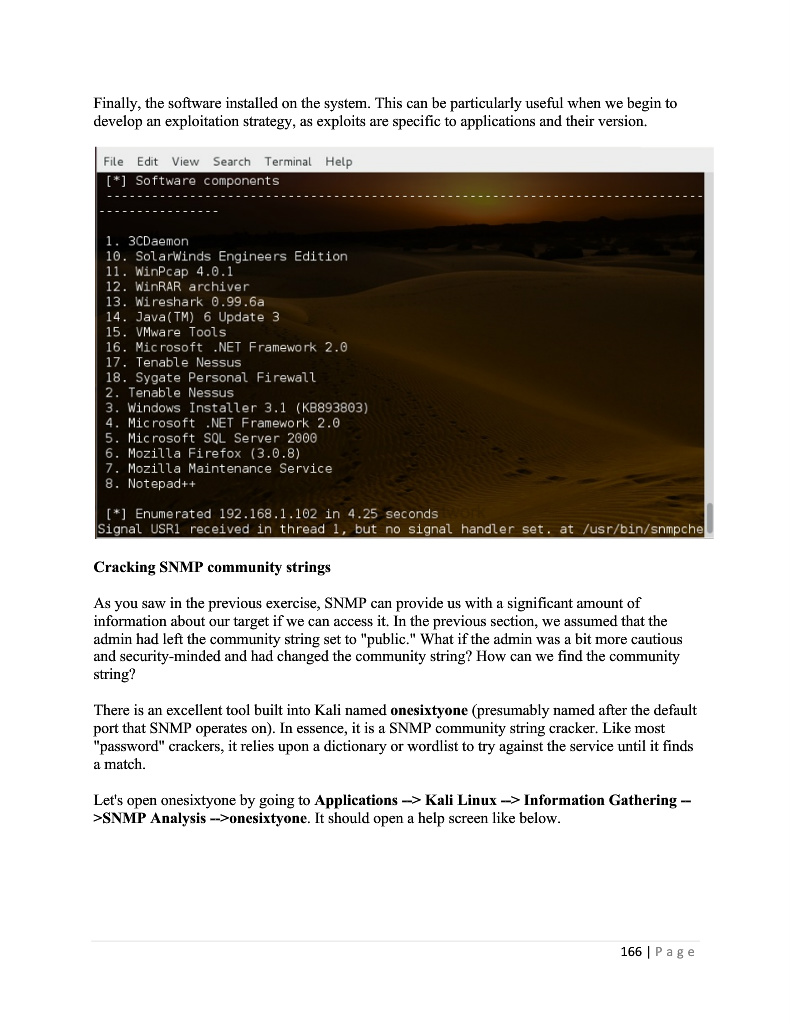 Finally, the software installed on the system. This can be particularly useful when we begin to
develop an exploitation strategy, as exploits are specific to applications and their version.
File Edit View Search Terminal Help
[*] Software components
--------------------------------------------------------------------------------
----------------
1. 3CDaemon
10. SolarWinds Engineers Edition
11. WinPcap 4.0.1
12. WinRAR archiver
13. Wireshark 0.99.6a
14. Java(TM) 6 Update 3
15. VMware Tools
16. Microsoft .NET Framework 2.0
17. Tenable Nessus
18. Sygate Personal Firewall
2. Tenable Nessus
3. Windows Installer 3.1 (KB893803)
4. Microsoft .NET Framework 2.0
5. Microsoft SQL Server 2000
6. Mozilla Firefox (3.0.8)
7. Mozilla Maintenance Service
8. Notepad++
[*] Enumerated 192.168.1.102 in 4.25 seconds
Signal USR1 received in thread 1, but no signal handler set. at /usr/bin/snmpche
Cracking SNMP community strings
As you saw in the previous exercise, SNMP can provide us with a significant amount of
information about our target if we can access it. In the previous section, we assumed that the
admin had left the community string set to "public." What if the admin was a bit more cautious
and security-minded and had changed the community string? How can we find the community
string?
There is an excellent tool built into Kali named onesixtyone (presumably named after the default
port that SNMP operates on). In essence, it is a SNMP community string cracker. Like most
"password" crackers, it relies upon a dictionary or wordlist to try against the service until it finds
a match.
Let's open onesixtyone by going to Applications --> Kali Linux --> Information Gathering --
>SNMP Analysis -->onesixtyone. It should open a help screen like below.
166 | Page